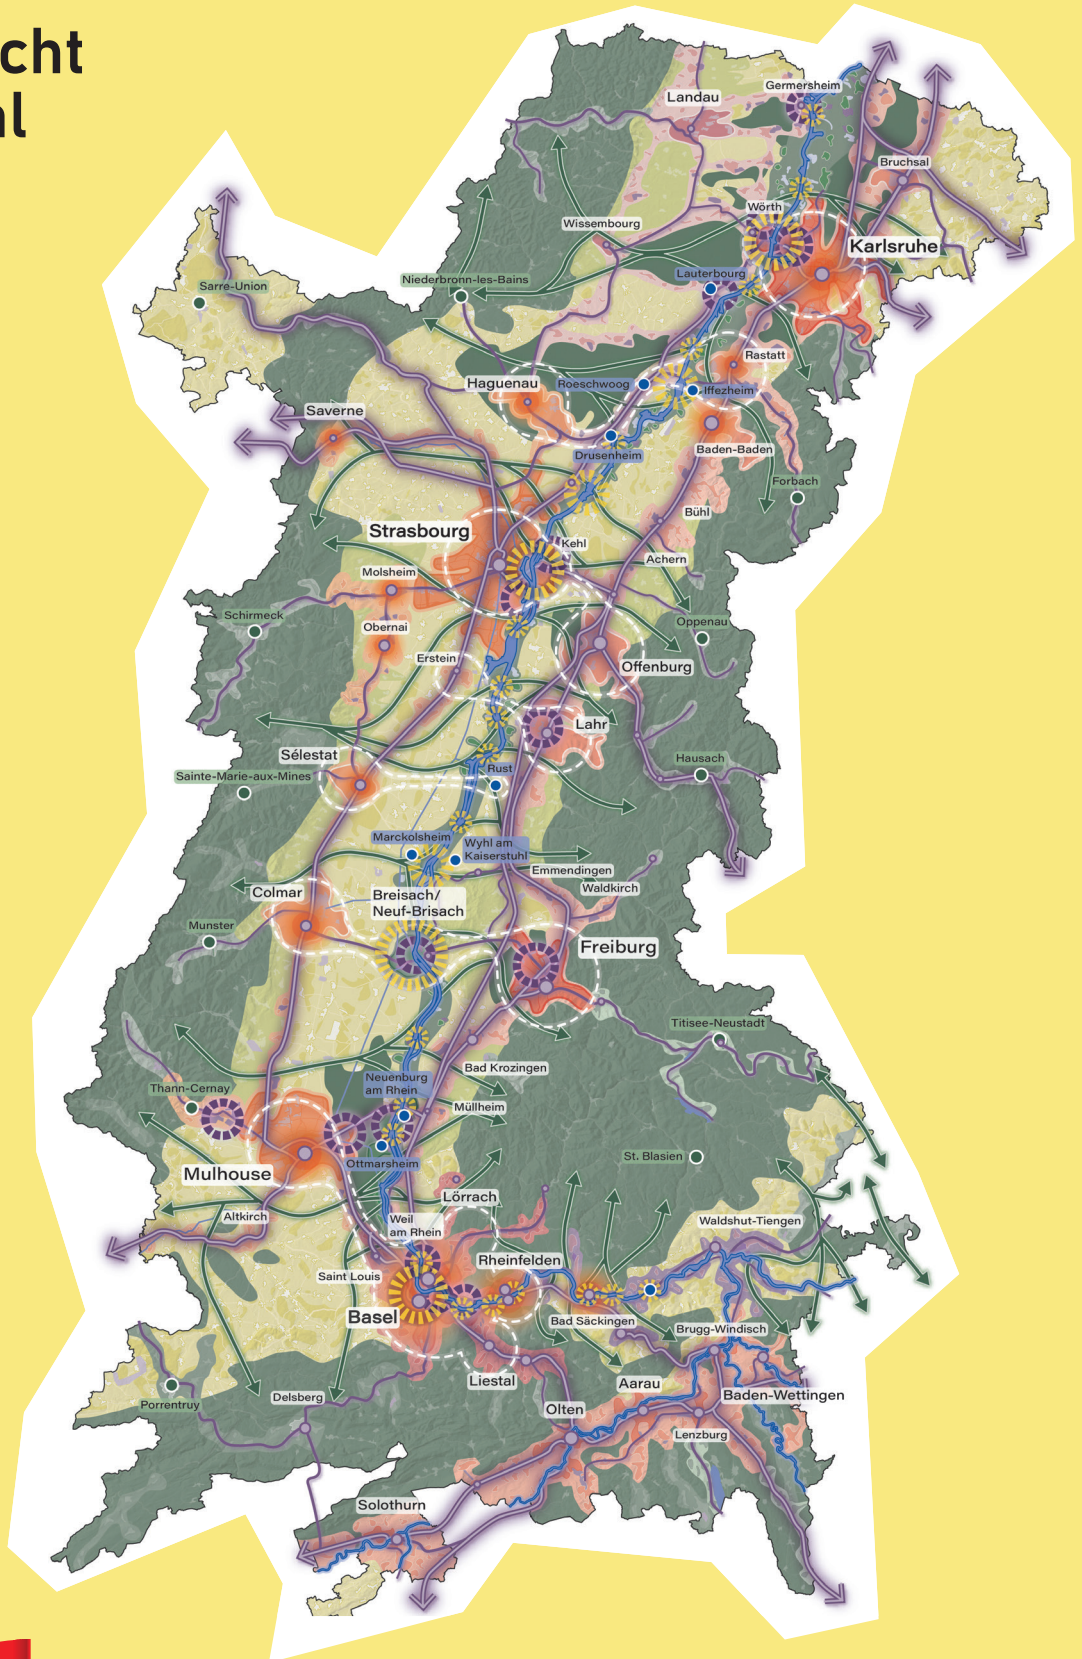 cht
al
Germersheim
Landau
Bruchsal
Wörth
Wissembourg
Karlsruhe
Lauterbourg
Niederbronn-les-Bains
Sarre-Union
Rastatt
Haguenau
Roeschwoog
Iffezheim
Saverne
Baden-Baden
Drusenheim
Forbach
Bühl
Strasbourg
Kehl
Achern
Molsheim
Schirmeck
Oppenau
Obernai
Erstein
Offenburg
Lahr
Sélestat
Hausach
Rust
Sainte-Marie-aux-Mines
Marckolsheim
Wyhl am
Kaiserstuhl
Emmendingen
Waldkirch
Colmar
Breisach/
Neuf-Brisach
Munster
Freiburg
Titisee-Neustadt
Bad Krozingen
Neuenburg
am Rhein
Thann-Cernay
Müllheim
St. Blasien
Ottmarsheim
Mulhouse
Lörrach
Altkirch
Weil
am Rhein
Waldshut-Tiengen
Rheinfelden
Saint Louis
Basel
Bad Säckingen
Brugg-Windisch
Liestal
Aarau
Baden-Wettingen
Delsberg
Porrentruy
Olten
Lenzburg
Solothurn